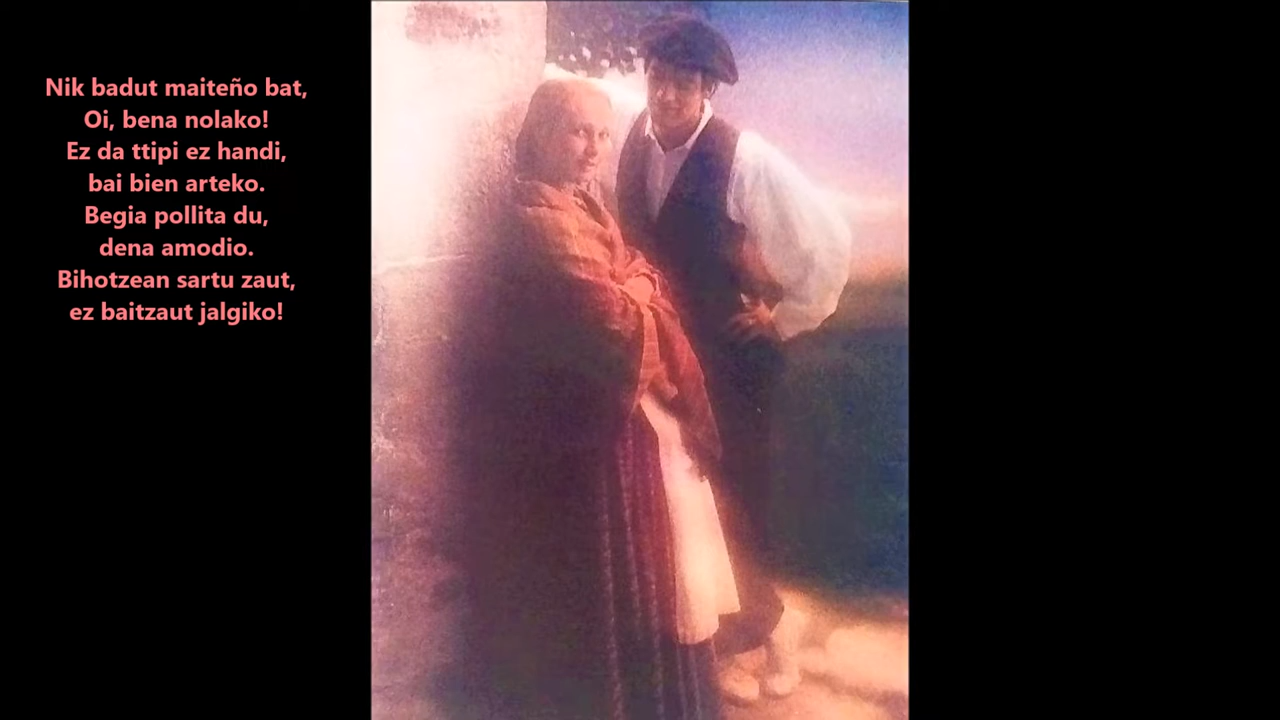 Nik badut maiteño bat,
Oi, bena nolako!
Ez da ttipi ez handi,
bai bien arteko.
Begia pollita du,
dena amodio.
Bihotzean sartu zaut,
ez baitzaut jalgiko!